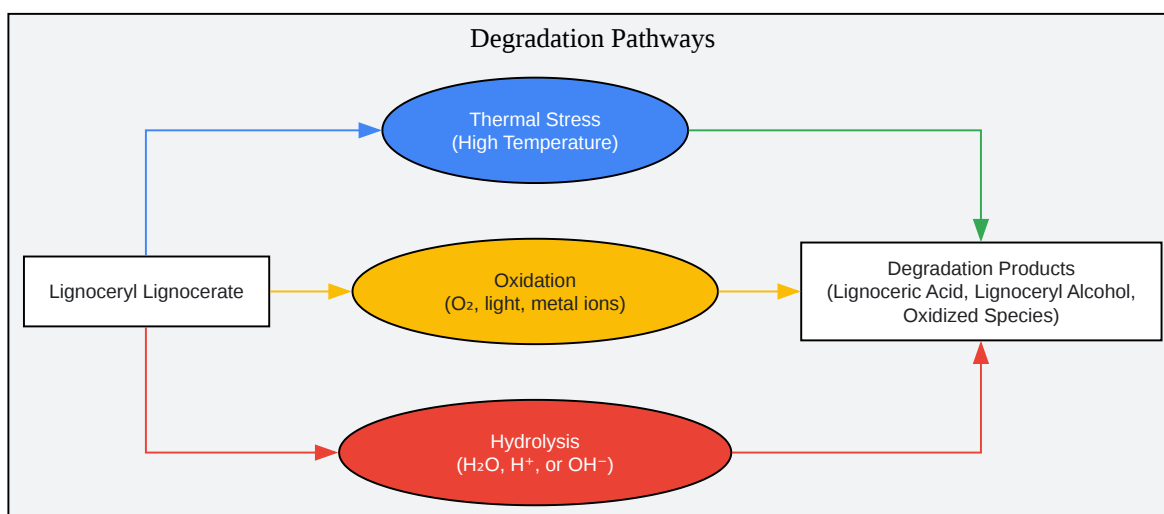 Degradation Pathways
Thermal Stress
(High Temperature)
Lignoceryl Lignocerate
Oxidation
(O₂, light, metal ions)
Degradation Products
(Lignoceric Acid, Lignoceryl Alcohol,
Oxidized Species)
Hydrolysis
(H₂O, H⁺, or OH⁻)